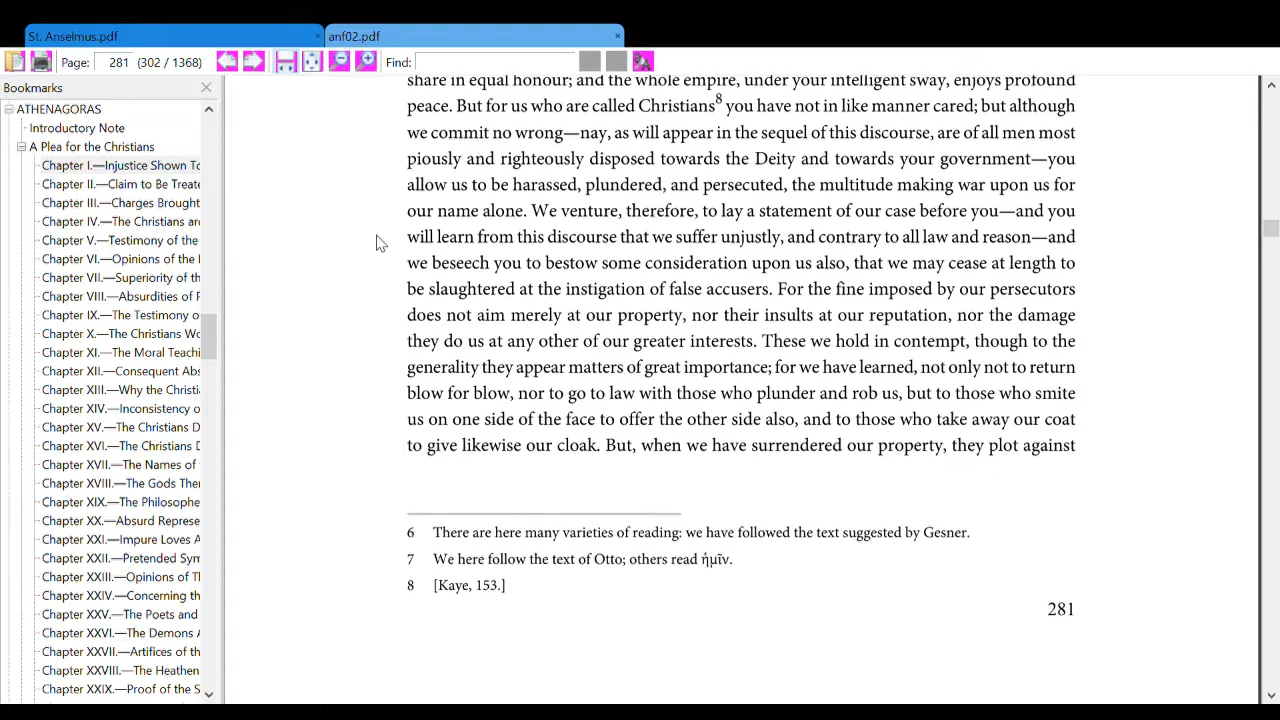 St. Anselmus.pdf
anf02.pdf
Page: 281 (302 / 1368) Find:
Bookmarks
ATHENAGORAS
Introductory Note
A Plea for the Christians
Chapter I.—Injustice Shown To
Chapter II.—Claim to Be Treate
Chapter III.—Charges Brought
Chapter IV.—The Christians are
Chapter V.—Testimony of the
Chapter VI.—Opinions of the I
Chapter VII.—Superiority of the
Chapter VIII.—Absurdities of P
Chapter IX.—The Testimony o
Chapter X.—The Christians Wo
Chapter XI.—The Moral Teachi
Chapter XII.—Consequent Abs
Chapter XIII.—Why the Christi
Chapter XIV.—Inconsistency o
Chapter XV.—The Christians D
Chapter XVI.—The Christians D
Chapter XVII.—The Names of
Chapter XVIII.—The Gods Ther
Chapter XIX.—The Philosophe
Chapter XX.—Absurd Represe
Chapter XXI.—Impure Loves A
Chapter XXII.—Pretended Sym
Chapter XXIII.—Opinions of Th
Chapter XXIV.—Concerning th
Chapter XXV.—The Poets and
Chapter XXVI.—The Demons A
Chapter XXVII.—Artifices of th
Chapter XXVIII.—The Heathen
Chapter XXIX.—Proof of the S
share in equal honour; and the whole empire, under your intelligent sway, enjoys profound
peace. But for us who are called Christians8 you have not in like manner cared; but although
we commit no wrong—nay, as will appear in the sequel of this discourse, are of all men most
piously and righteously disposed towards the Deity and towards your government—you
allow us to be harassed, plundered, and persecuted, the multitude making war upon us for
our name alone. We venture, therefore, to lay a statement of our case before you—and you
will learn from this discourse that we suffer unjustly, and contrary to all law and reason—and
we beseech you to bestow some consideration upon us also, that we may cease at length to
be slaughtered at the instigation of false accusers. For the fine imposed by our persecutors
does not aim merely at our property, nor their insults at our reputation, nor the damage
they do us at any other of our greater interests. These we hold in contempt, though to the
generality they appear matters of great importance; for we have learned, not only not to return
blow for blow, nor to go to law with those who plunder and rob us, but to those who smite
us on one side of the face to offer the other side also, and to those who take away our coat
to give likewise our cloak. But, when we have surrendered our property, they plot against
6 There are here many varieties of reading: we have followed the text suggested by Gesner.
7 We here follow the text of Otto; others read ἡμῖν.
8 [Kaye, 153.]
281